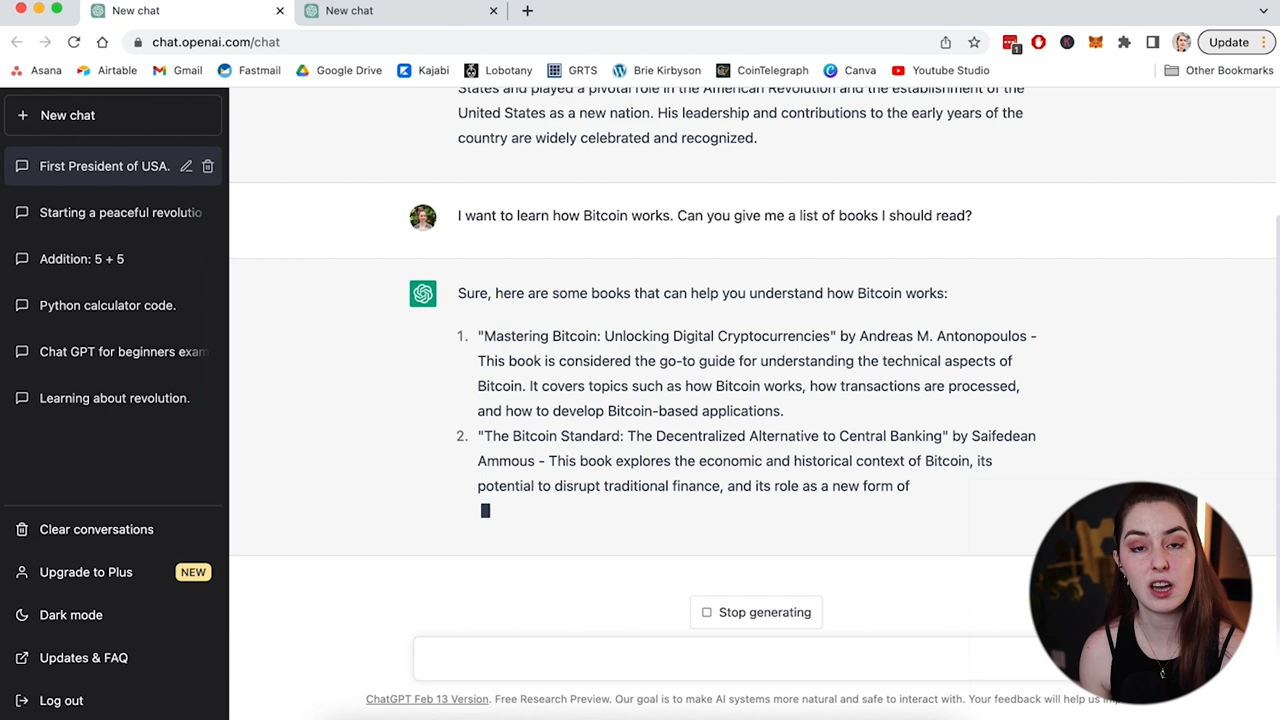 New chat
New chat
chat.openai.com/chat
1
Update
Asana
Airtable
Gmail
Fastmail
Google Drive
Kajabi
Lobotany
GRTS
Brie Kirbyson
CoinTelegraph
Canva
Youtube Studio
Other Bookmarks
New chat
First President of USA.
Starting a peaceful revolutio
Addition: 5 + 5
Python calculator code.
Chat GPT for beginners exam
Learning about revolution.
Clear conversations
Upgrade to Plus
NEW
Dark mode
Updates & FAQ
Log out
States and played a pivotal role in the American Revolution and the establishment of the
United States as a new nation. His leadership and contributions to the early years of the
country are widely celebrated and recognized.
I want to learn how Bitcoin works. Can you give me a list of books I should read?
Sure, here are some books that can help you understand how Bitcoin works:
1. "Mastering Bitcoin: Unlocking Digital Cryptocurrencies" by Andreas M. Antonopoulos -
This book is considered the go-to guide for understanding the technical aspects of
Bitcoin. It covers topics such as how Bitcoin works, how transactions are processed,
and how to develop Bitcoin-based applications.
2. "The Bitcoin Standard: The Decentralized Alternative to Central Banking" by Saifedean
Ammous - This book explores the economic and historical context of Bitcoin, its
potential to disrupt traditional finance, and its role as a new form of
Stop generating
ChatGPT Feb 13 Version. Free Research Preview. Our goal is to make AI systems more natural and safe to interact with. Your feedback will help us